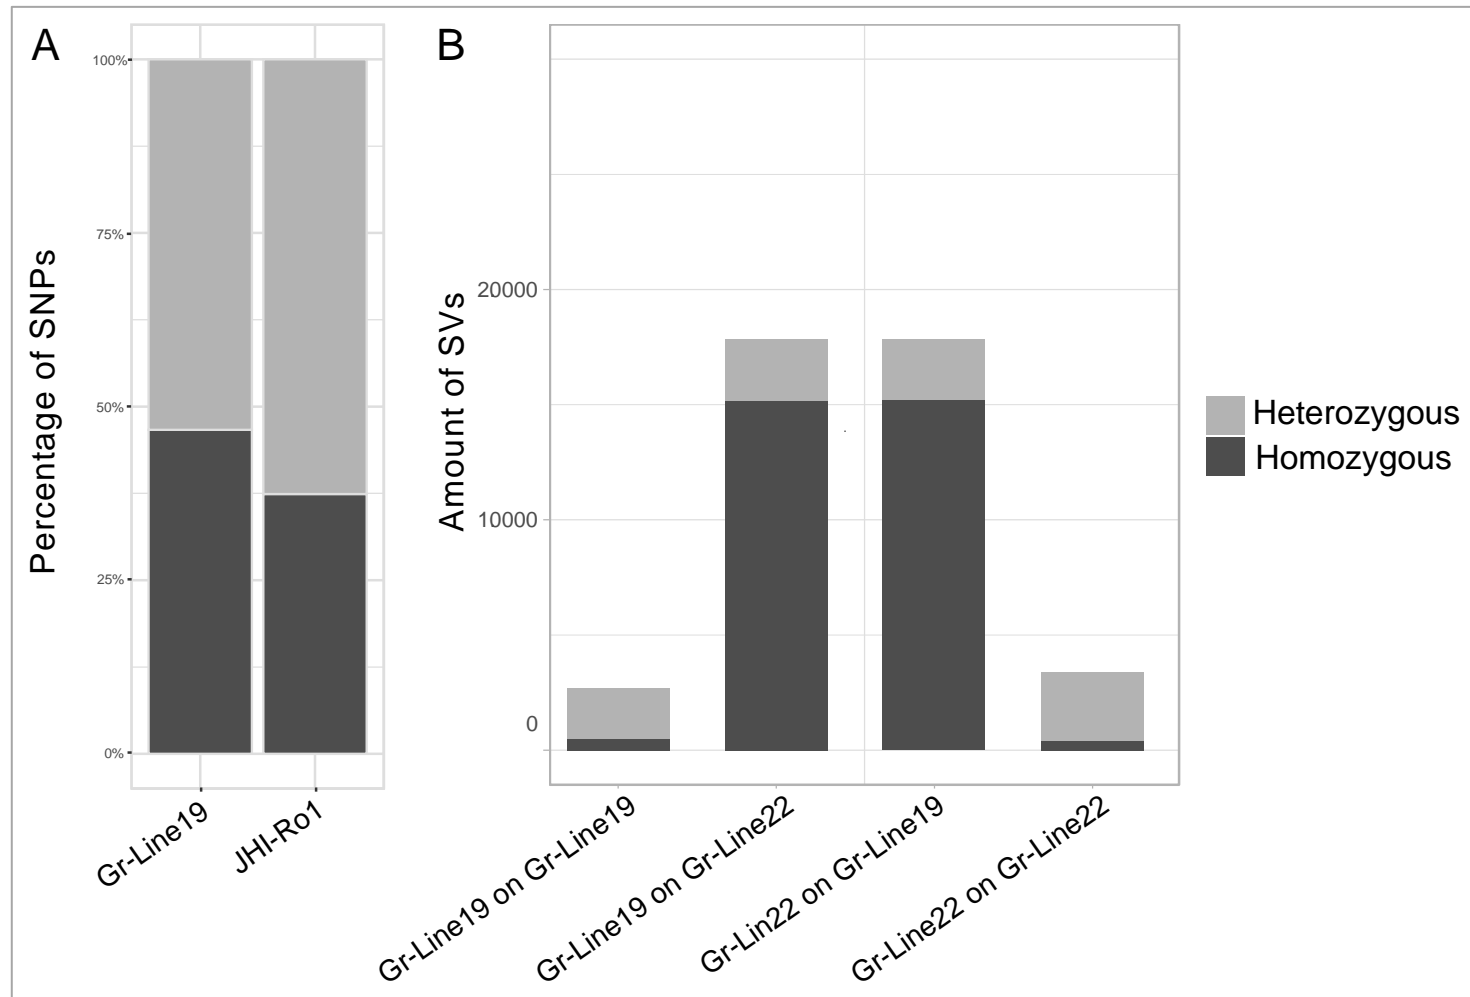 A
100%
75%
50%
25%
0%
Percentage of SNPs
Gr-Line19
JHI-Ro1
B
20000
10000
0
Amount of SVs
Gr-Line19 on Gr-Line19
Gr-Line19 on Gr-Line22
Gr-Lin22 on Gr-Line19
Gr-Line22 on Gr-Line22
Heterozygous
Homozygous